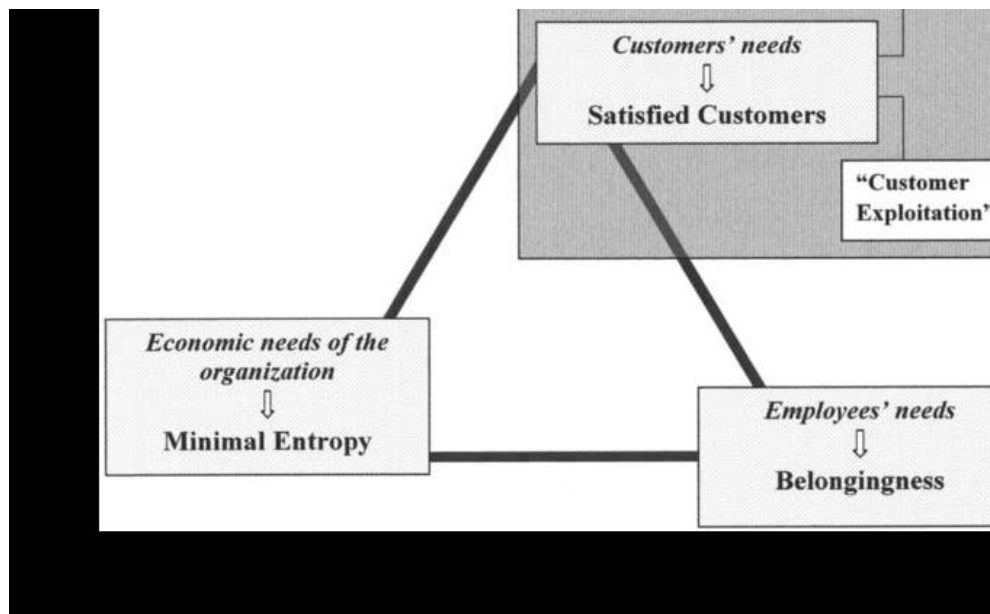 Customers’ needs
⇩
Satisfied Customers
“Customer
Exploitation”
Economic needs of the
organization
⇩
Minimal Entropy
Employees’ needs
⇩
Belongingness